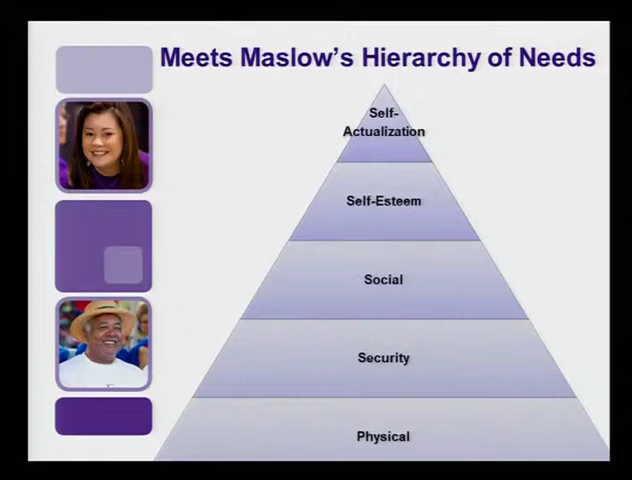 Meets Maslow's Hierarchy of Needs
Self-
Actualization
Self-Esteem
Social
Security
Physical